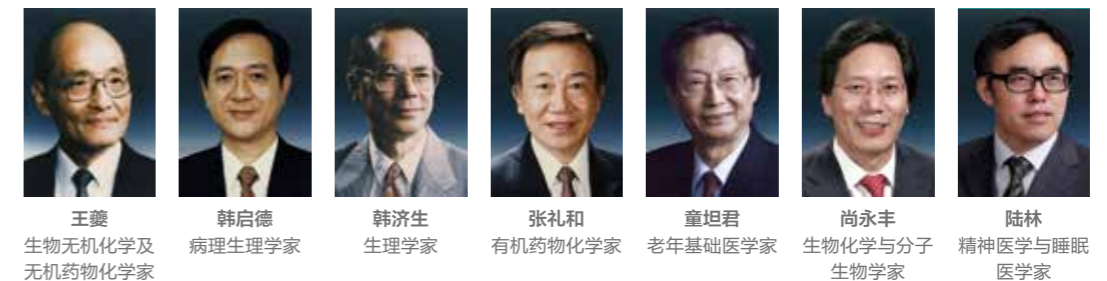 王夔
生物无机化学及
无机药物化学家
韩启德
病理生理学家
韩济生
生理学家
张礼和
有机药物化学家
童坦君
老年基础医学家
尚永丰
生物化学与分子
生物学家
陆林
精神医学与睡眠
医学家